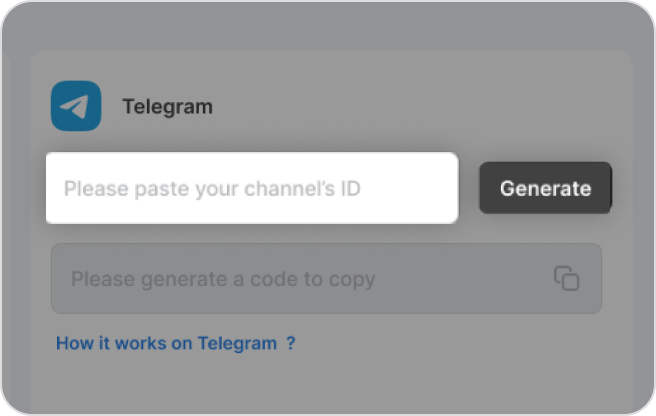 Telegram
Please paste your channel's ID
Generate
Please generate a code to copy
How it works on Telegram ?